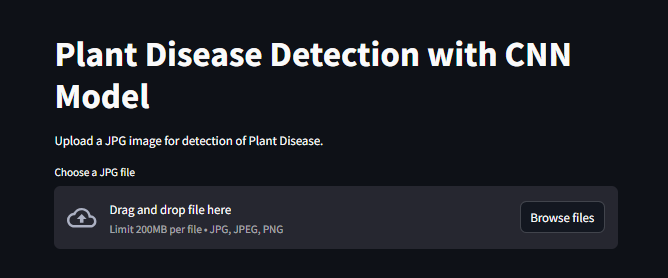 Plant Disease Detection with CNN
Model
Upload a JPG image for detection of Plant Disease.
Choose a JPG file
Drag and drop file here
Limit 200MB per file • JPG, JPEG, PNG
Browse files